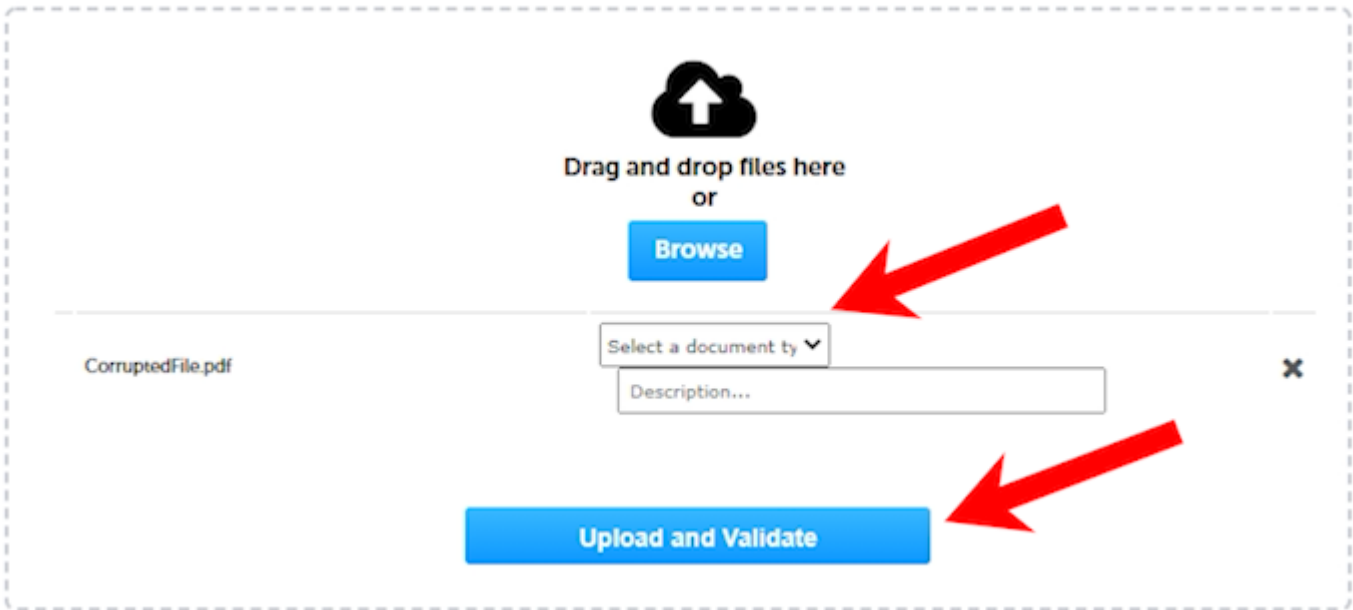 Drag and drop files here
or
Browse
Select a document ty
CorruptedFile.pdf
Description...
Upload and Validate